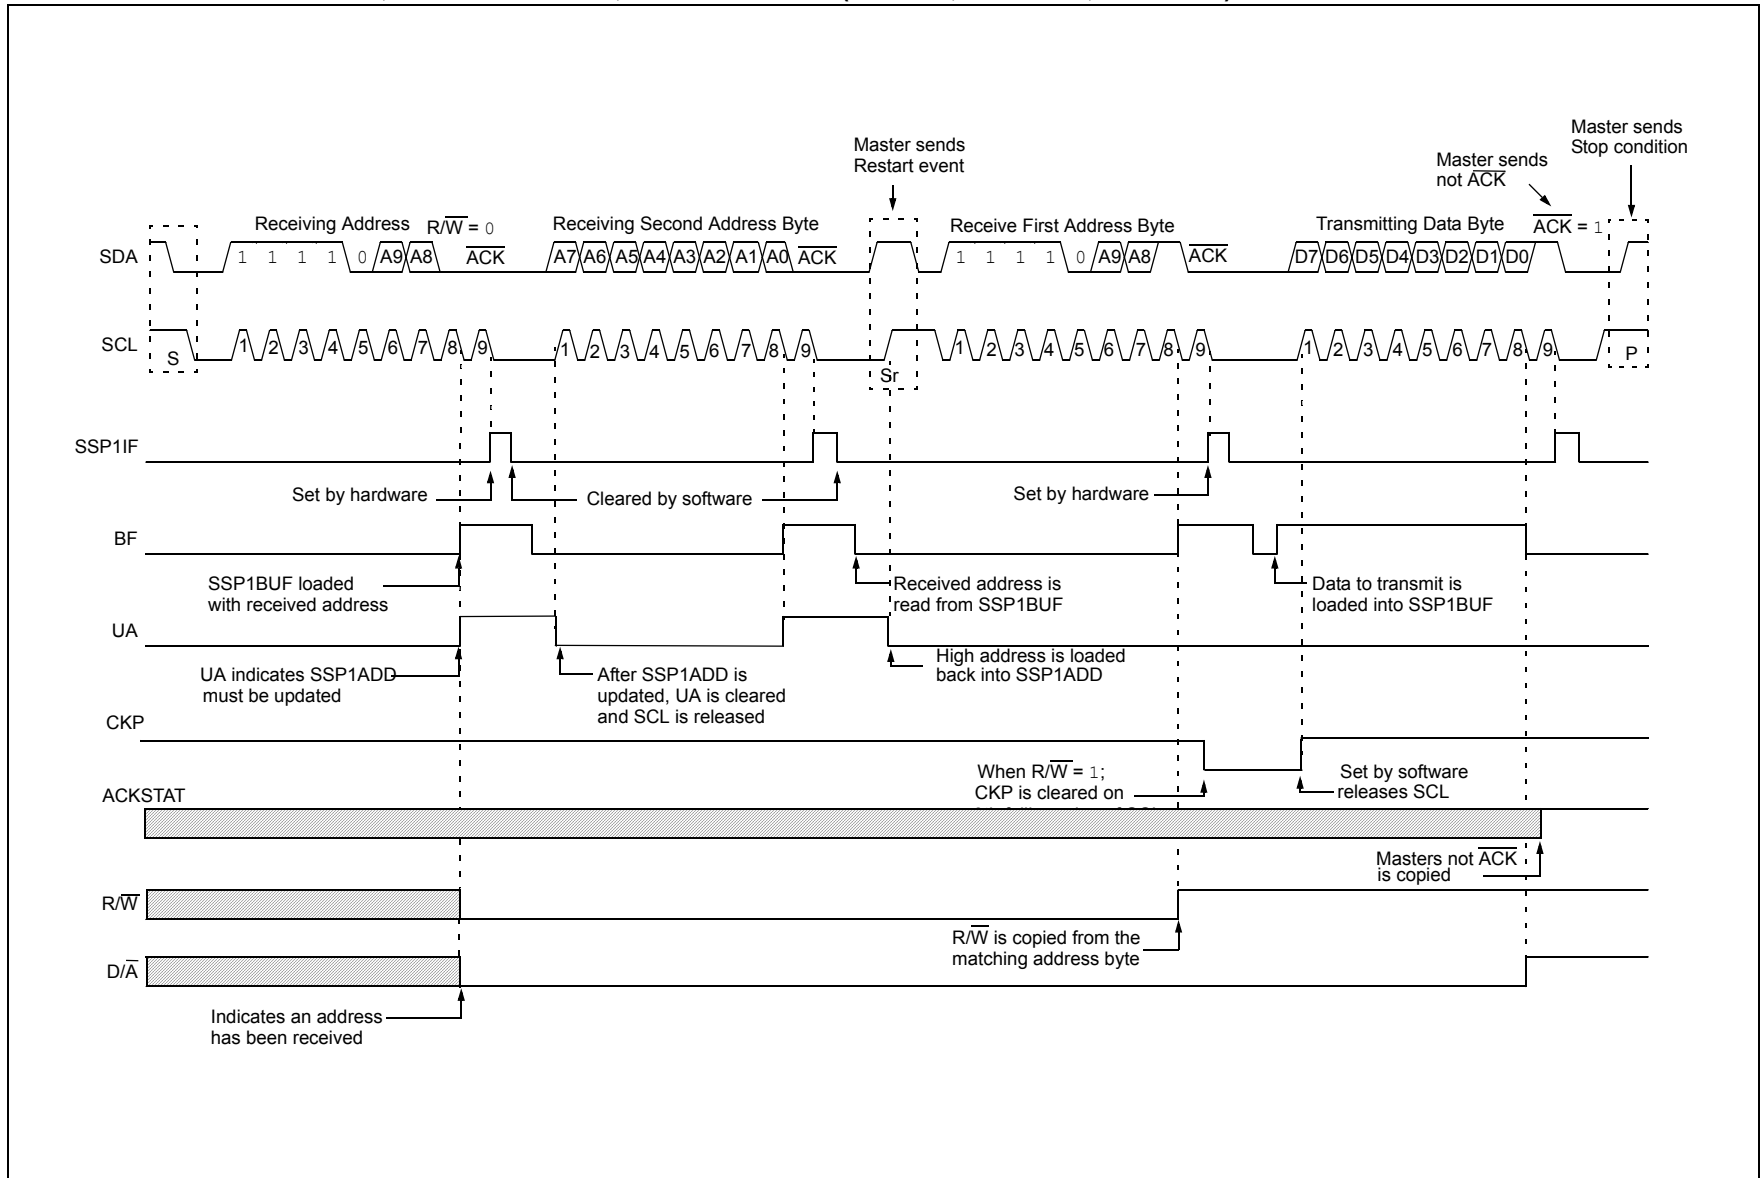 Master sends
Restart event
Master sends
Stop condition
Master sends
not A̅C̅K̅
Receiving Address R/W̅ = 0
Receiving Second Address Byte
Receive First Address Byte
Transmitting Data Byte
A̅C̅K̅ = 1
SDA 1 1 1 1 0 A9 A8 A̅C̅K̅ A7 A6 A5 A4 A3 A2 A1 A0 A̅C̅K̅ 1 1 1 1 0 A9 A8 A̅C̅K̅ D7 D6 D5 D4 D3 D2 D1 D0
SCL S 1 2 3 4 5 6 7 8 9 1 2 3 4 5 6 7 8 9 Sr 1 2 3 4 5 6 7 8 9 1 2 3 4 5 6 7 8 9 P
SSP1IF
Set by hardware
Cleared by software
Set by hardware
BF
SSP1BUF loaded
with received address
Received address is
read from SSP1BUF
Data to transmit is
loaded into SSP1BUF
UA
UA indicates SSP1ADD
must be updated
After SSP1ADD is
updated, UA is cleared
and SCL is released
High address is loaded
back into SSP1ADD
CKP
When R/W̅ = 1;
CKP is cleared on
Set by software
releases SCL
ACKSTAT
Masters not A̅C̅K̅
is copied
R/W̅
R/W̅ is copied from the
matching address byte
D/A̅
Indicates an address
has been received